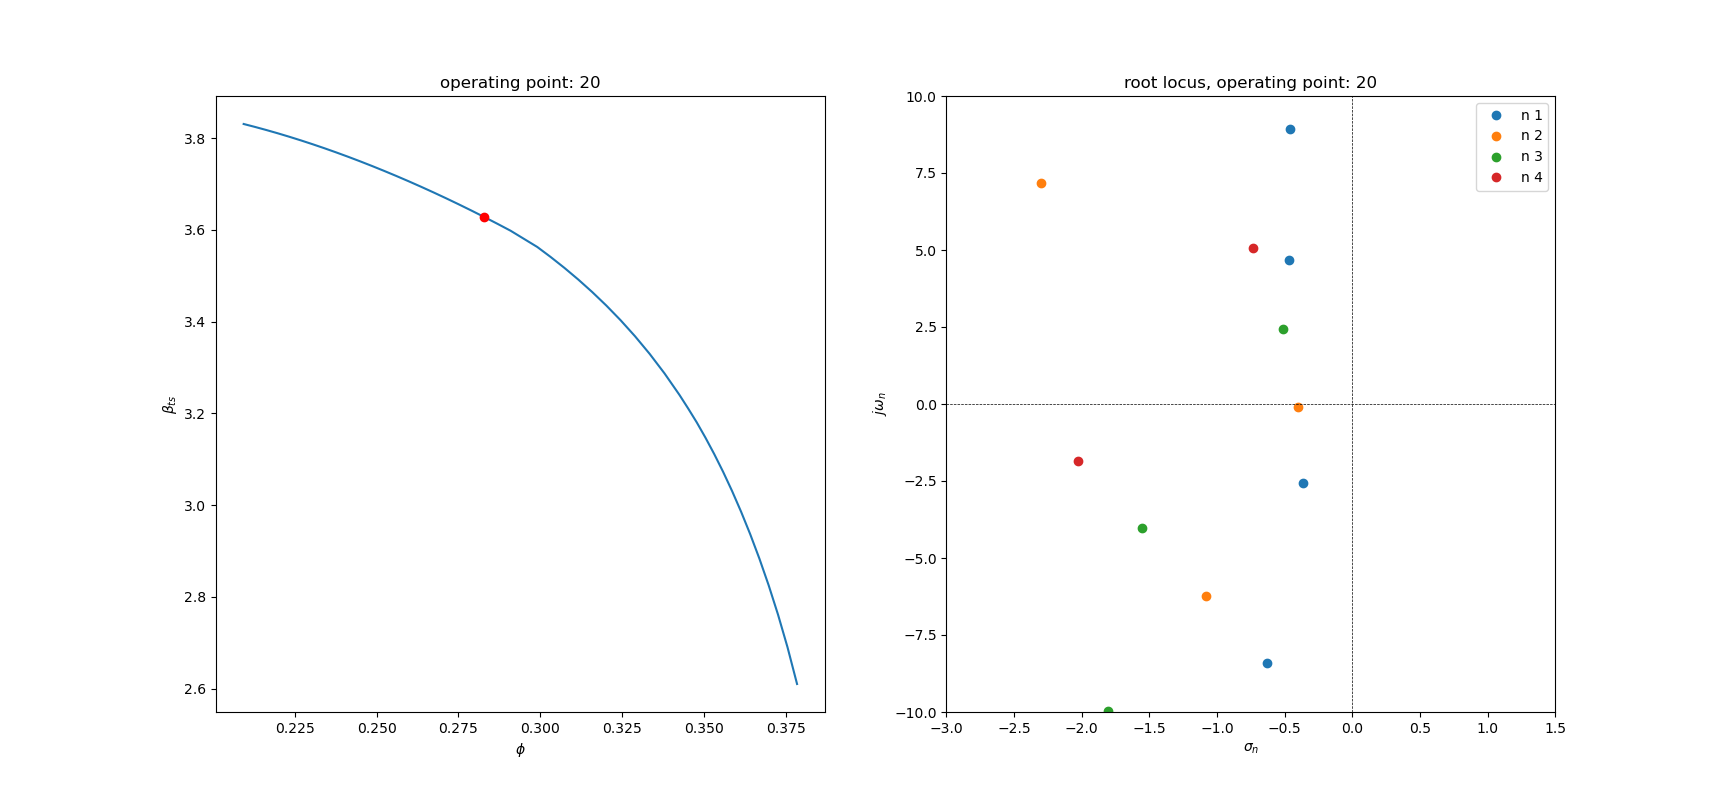 operating point: 20
3.8
3.6
3.4
3.2
3.0
2.8
2.6
β_ts
0.225 0.250 0.275 0.300 0.325 0.350 0.375
ϕ
root locus, operating point: 20
10.0
7.5
5.0
2.5
0.0
−2.5
−5.0
−7.5
−10.0
jω_n
n 1
n 2
n 3
n 4
−3.0 −2.5 −2.0 −1.5 −1.0 −0.5 0.0 0.5 1.0 1.5
σ_n